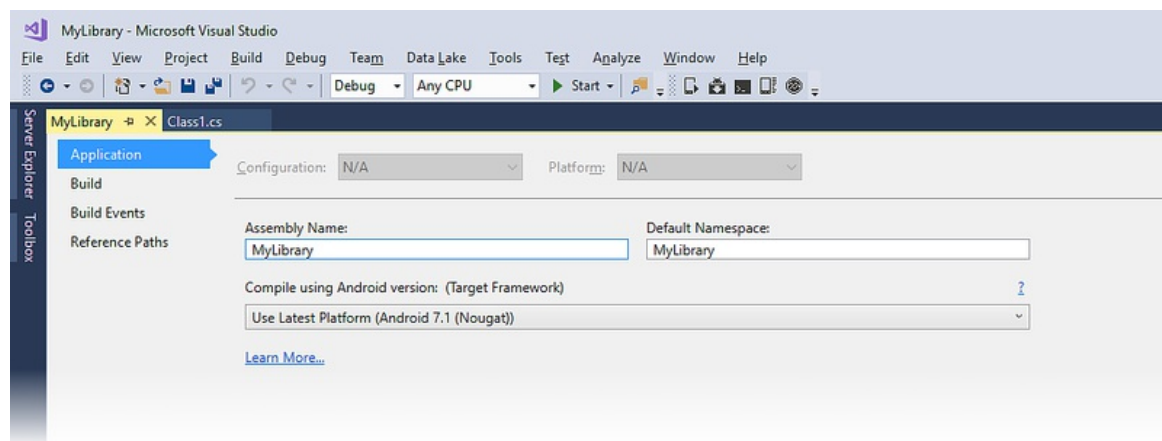 MyLibrary - Microsoft Visual Studio
File Edit View Project Build Debug Team Data Lake Tools Test Analyze Window Help
Debug Any CPU Start
Server Explorer
Toolbox
MyLibrary Class1.cs
Application
Build
Build Events
Reference Paths
Configuration: N/A Platform: N/A
Assembly Name: Default Namespace:
MyLibrary MyLibrary
Compile using Android version: (Target Framework) ?
Use Latest Platform (Android 7.1 (Nougat))
Learn More...